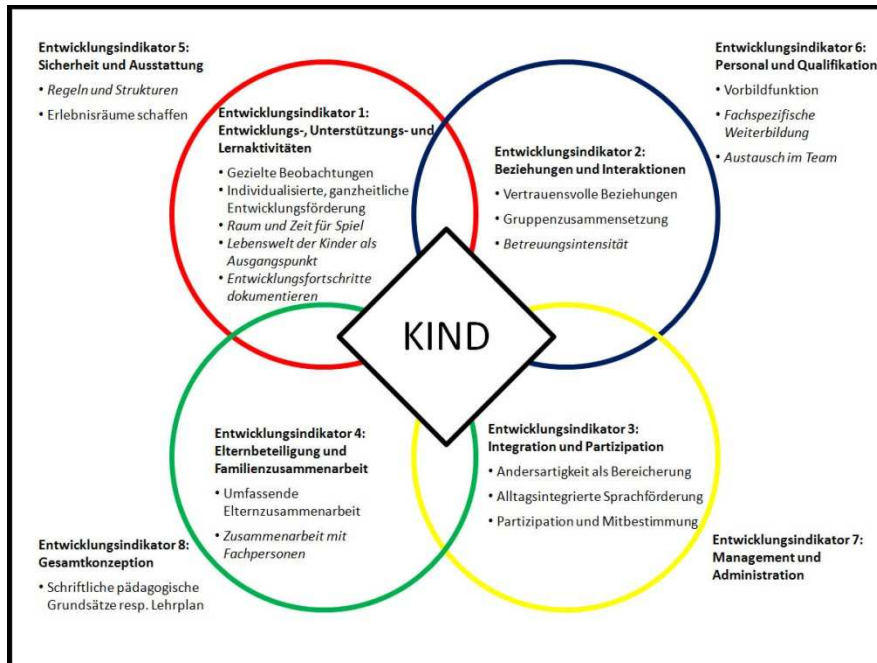 Entwicklungsindikator 5:
Sicherheit und Ausstattung
• Regeln und Strukturen
• Erlebnisräume schaffen
Entwicklungsindikator 6:
Personal und Qualifikation
• Vorbildfunktion
• Fachspezifische
Weiterbildung
• Austausch im Team
Entwicklungsindikator 1:
Entwicklungs-, Unterstützungs- und
Lernaktivitäten
• Gezielte Beobachtungen
• Individualisierte, ganzheitliche
Entwicklungsförderung
• Raum und Zeit für Spiel
• Lebenswelt der Kinder als
Ausgangspunkt
• Entwicklungsfortschritte
dokumentieren
Entwicklungsindikator 2:
Beziehungen und Interaktionen
• Vertrauensvolle Beziehungen
• Gruppenzusammensetzung
• Betreuungsintensität
KIND
Entwicklungsindikator 4:
Elternbeteiligung und
Familienzusammenarbeit
• Umfassende
Elternzusammenarbeit
• Zusammenarbeit mit
Fachpersonen
Entwicklungsindikator 3:
Integration und Partizipation
• Andersartigkeit als Bereicherung
• Alltagsintegrierte Sprachförderung
• Partizipation und Mitbestimmung
Entwicklungsindikator 8:
Gesamtkonzeption
• Schriftliche pädagogische
Grundsätze resp. Lehrplan
Entwicklungsindikator 7:
Management und
Administration